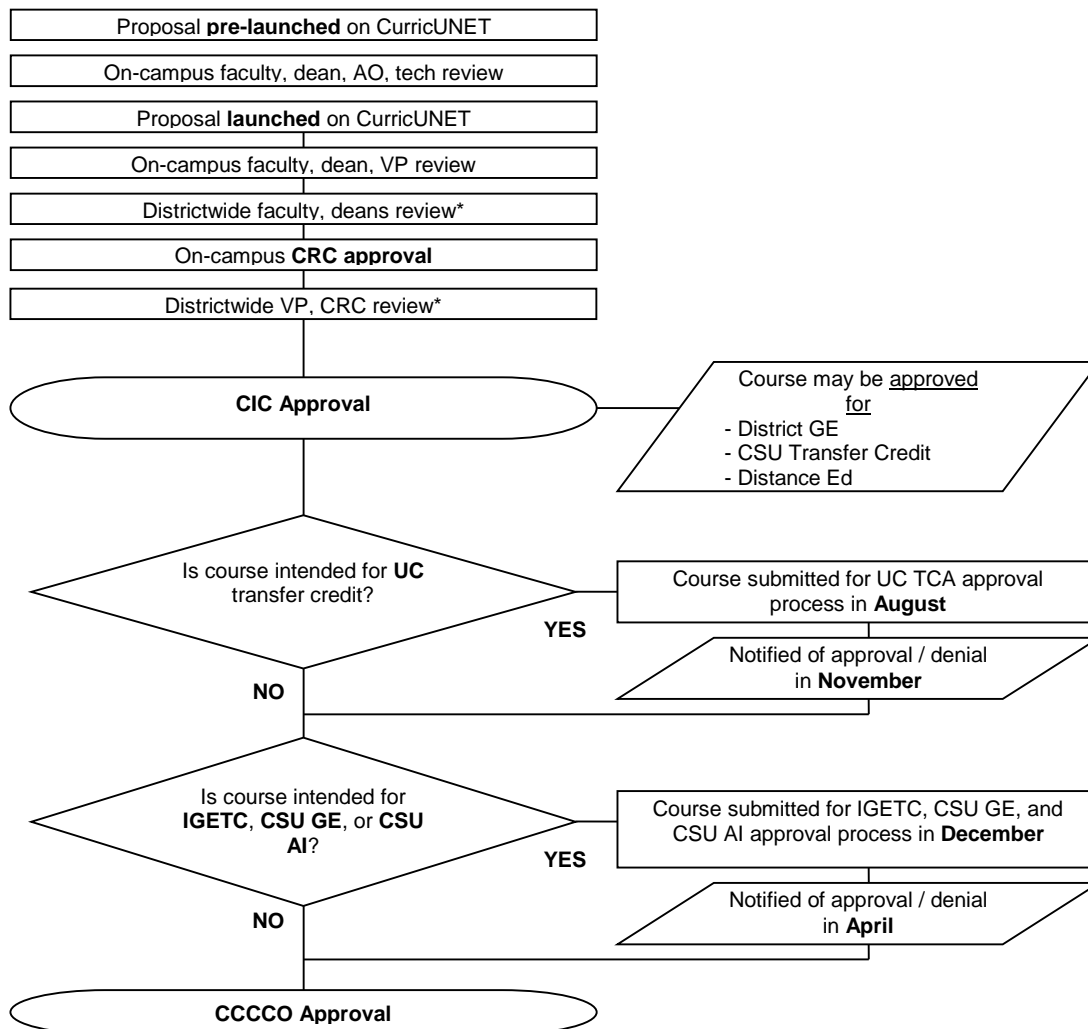 Proposal pre-launched on CurricUNET
On-campus faculty, dean, AO, tech review
Proposal launched on CurricUNET
On-campus faculty, dean, VP review
Districtwide faculty, deans review*
On-campus CRC approval
Districtwide VP, CRC review*
CIC Approval
Course may be approved
for
- District GE
- CSU Transfer Credit
- Distance Ed
Is course intended for UC
transfer credit?
YES
Course submitted for UC TCA approval
process in August
Notified of approval / denial
in November
NO
Is course intended for
IGETC, CSU GE, or CSU
AI?
YES
Course submitted for IGETC, CSU GE, and
CSU AI approval process in December
Notified of approval / denial
in April
NO
CCCCO Approval